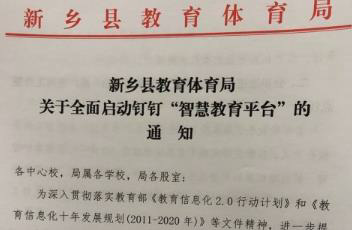 新乡县教育体育局
新乡县教育体育局
关于全面启动钉钉“智慧教育平台”的
通 知
各中心校，局属各学校，局各股室：
为深入贯彻落实教育部《教育信息化2.0行动计划》和《教
育信息化十年发展规划(2011-2020年)》等文件精神，进一步提